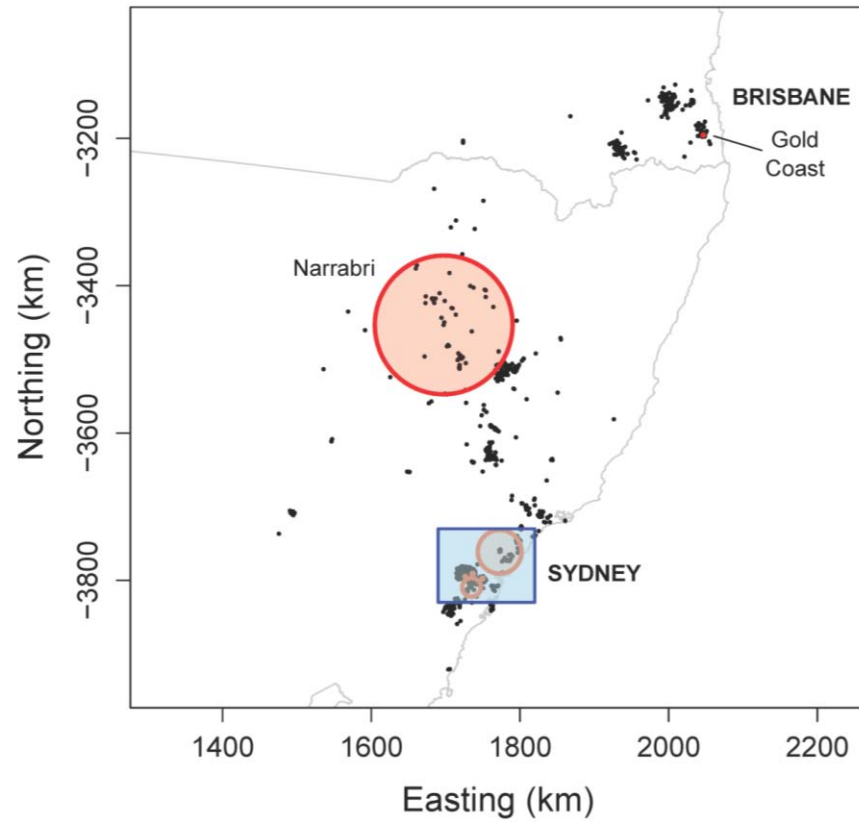 BRISBANE
Gold
Coast
Narrabri
SYDNEY
Northing (km)
−3200
−3400
−3600
−3800
1400 1600 1800 2000 2200
Easting (km)